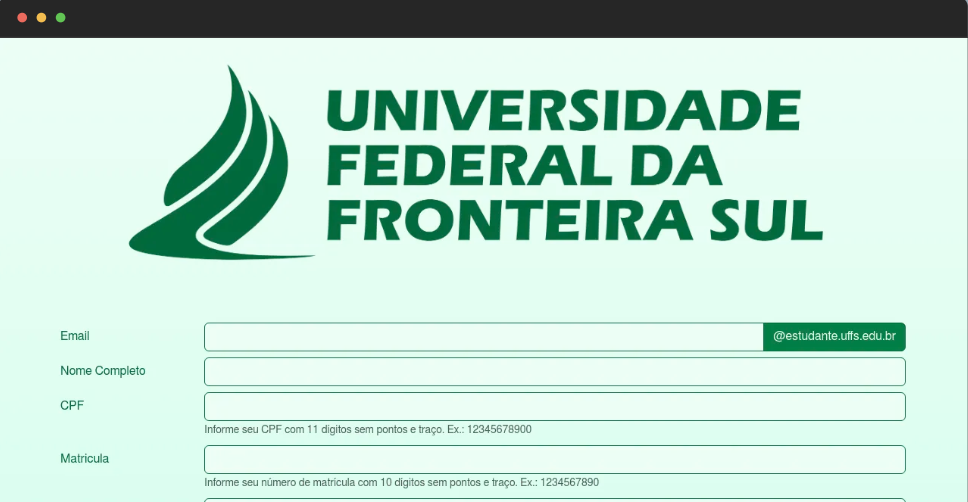 UNIVERSIDADE
FEDERAL DA
FRONTEIRA SUL
Email
@estudante.uffs.edu.br
Nome Completo
CPF
Informe seu CPF com 11 digitos sem pontos e traço. Ex.: 12345678900
Matricula
Informe seu número de matricula com 10 digitos sem pontos e traço. Ex.: 1234567890